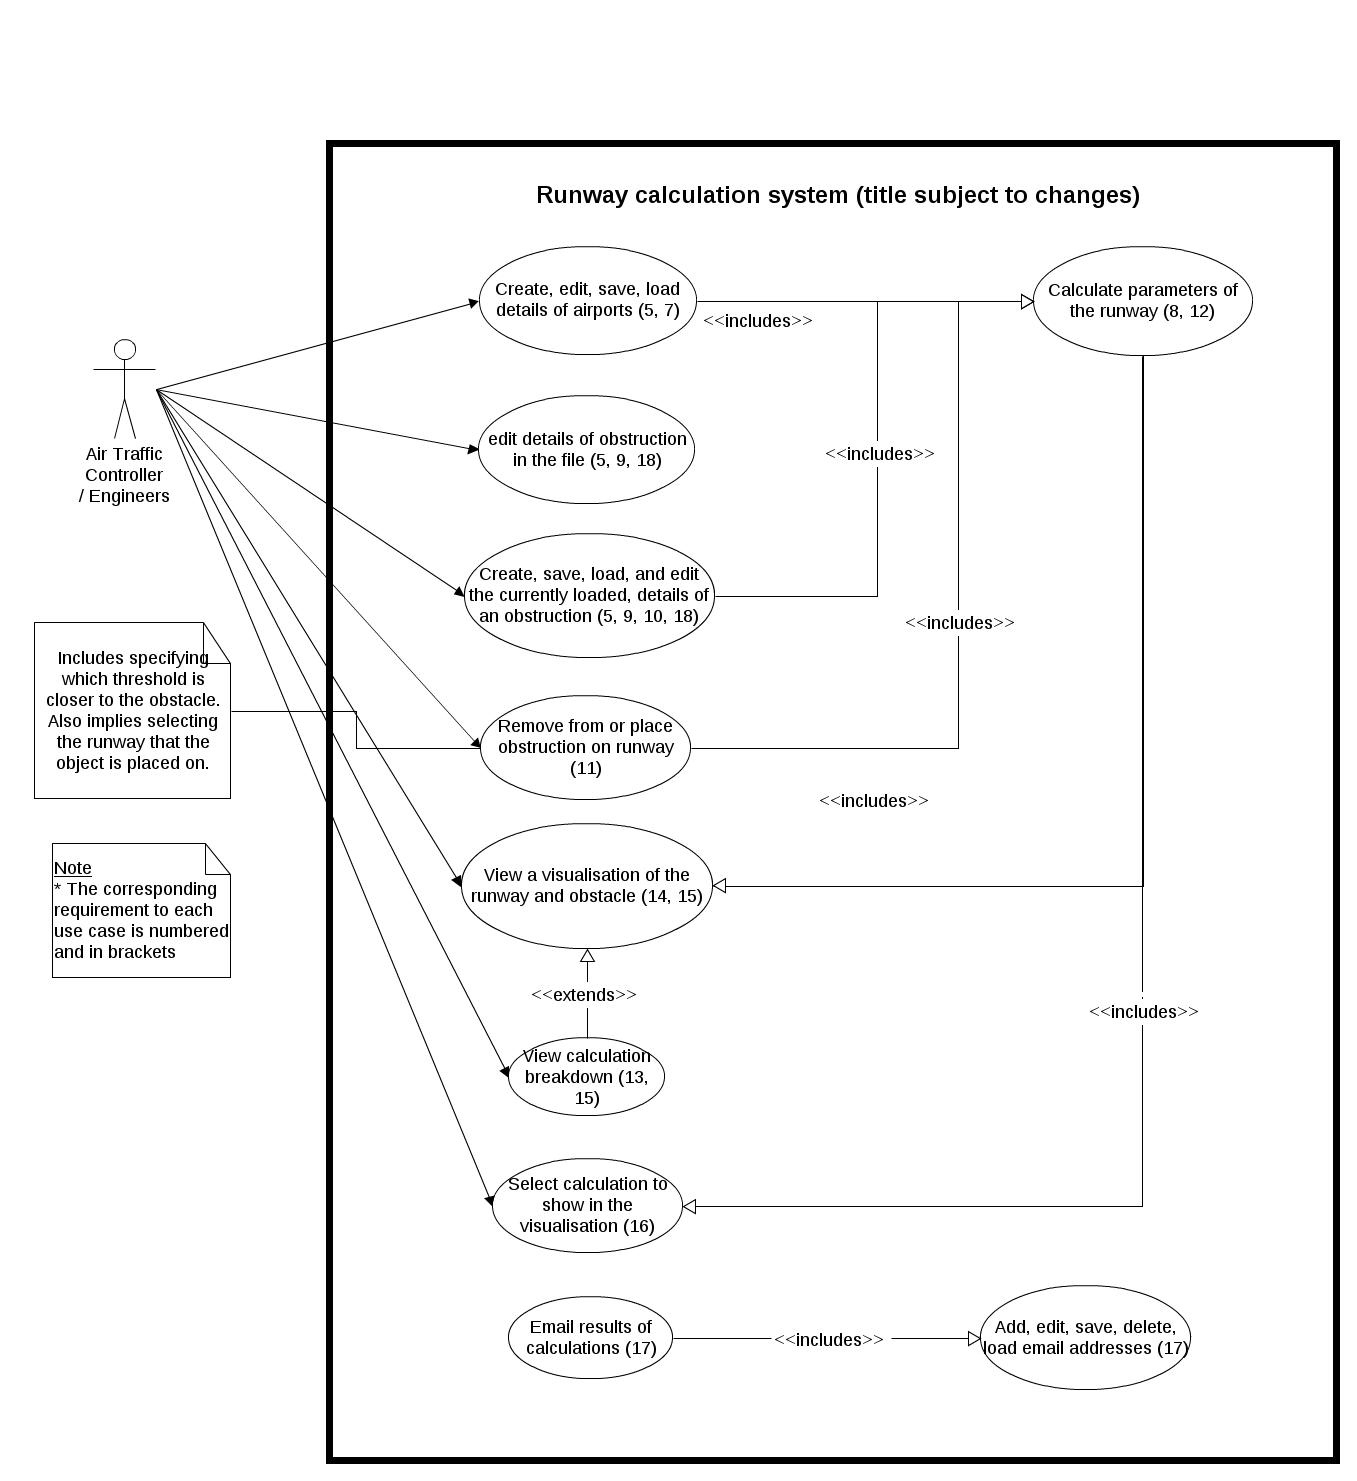 Runway calculation system (title subject to changes)
Create, edit, save, load
details of airports (5, 7)
<<includes>>
Calculate parameters of
the runway (8, 12)
Air Traffic
Controller
/ Engineers
edit details of obstruction
in the file (5, 9, 18)
<<includes>>
Create, save, load, and edit
the currently loaded, details of
an obstruction (5, 9, 10, 18)
<<includes>>
Includes specifying
which threshold is
closer to the obstacle.
Also implies selecting
the runway that the
object is placed on.
Remove from or place
obstruction on runway
(11)
<<includes>>
Note
* The corresponding
requirement to each
use case is numbered
and in brackets
View a visualisation of the
runway and obstacle (14, 15)
<<extends>>
<<includes>>
View calculation
breakdown (13,
15)
Select calculation to
show in the
visualisation (16)
Email results of
calculations (17)
<<includes>>
Add, edit, save, delete,
load email addresses (17)